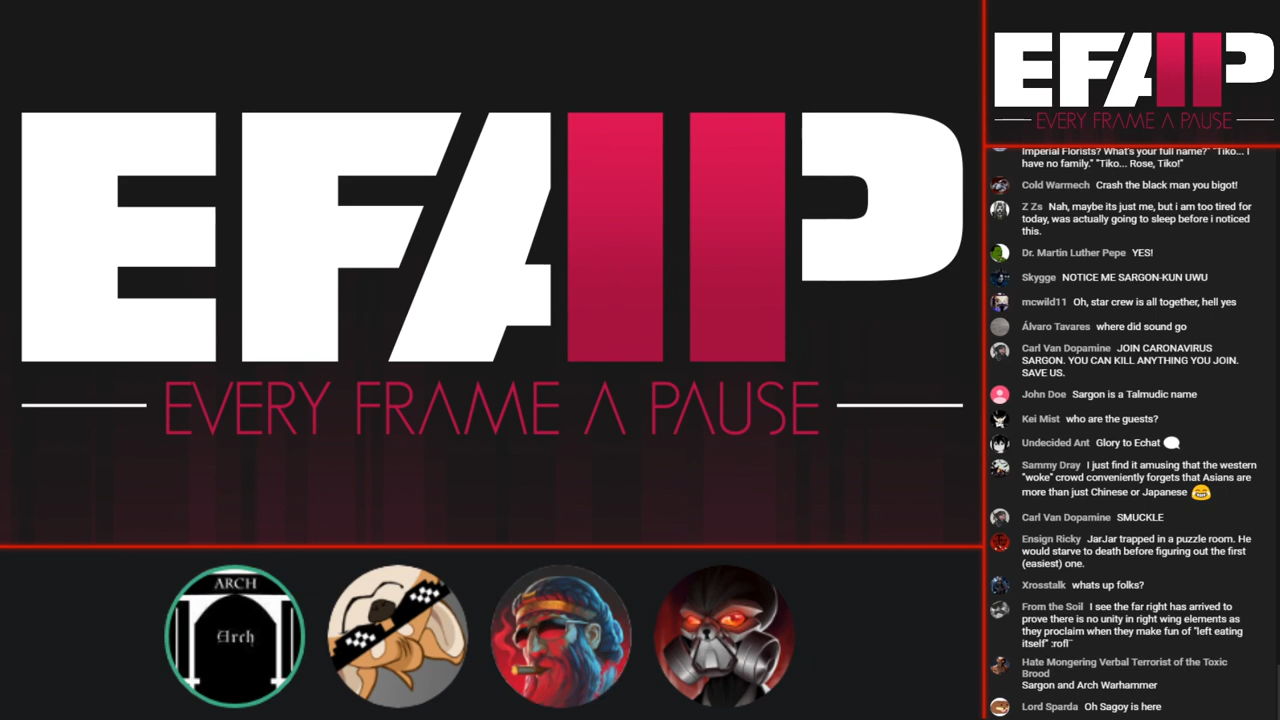 EFAP
EVERY FRAME A PAUSE
ARCH
Arch
EFAP
EVERY FRAME A PAUSE
Imperial Florists? What's your full name?" "Tiko... I
have no family." "Tiko... Rose, Tiko!"
Cold Warmech Crash the black man you bigot!
Z Zs Nah, maybe its just me, but i am too tired for
today, was actually going to sleep before i noticed
this.
Dr. Martin Luther Pepe YES!
Skygge NOTICE ME SARGON-KUN UWU
mcwild11 Oh, star crew is all together, hell yes
Álvaro Tavares where did sound go
Carl Van Dopamine JOIN CARONAVIRUS
SARGON. YOU CAN KILL ANYTHING YOU JOIN.
SAVE US.
John Doe Sargon is a Talmudic name
Kei Mist who are the guests?
Undecided Ant Glory to Echat
Sammy Dray I just find it amusing that the western
"woke" crowd conveniently forgets that Asians are
more than just Chinese or Japanese
Carl Van Dopamine SMUCKLE
Ensign Ricky JarJar trapped in a puzzle room. He
would starve to death before figuring out the first
(easiest) one.
Xrosstalk whats up folks?
From the Soil I see the far right has arrived to
prove there is no unity in right wing elements as
they proclaim when they make fun of "left eating
itself" :rofl¨
Hate Mongering Verbal Terrorist of the Toxic
Brood
Sargon and Arch Warhammer
Lord Sparda Oh Sagoy is here